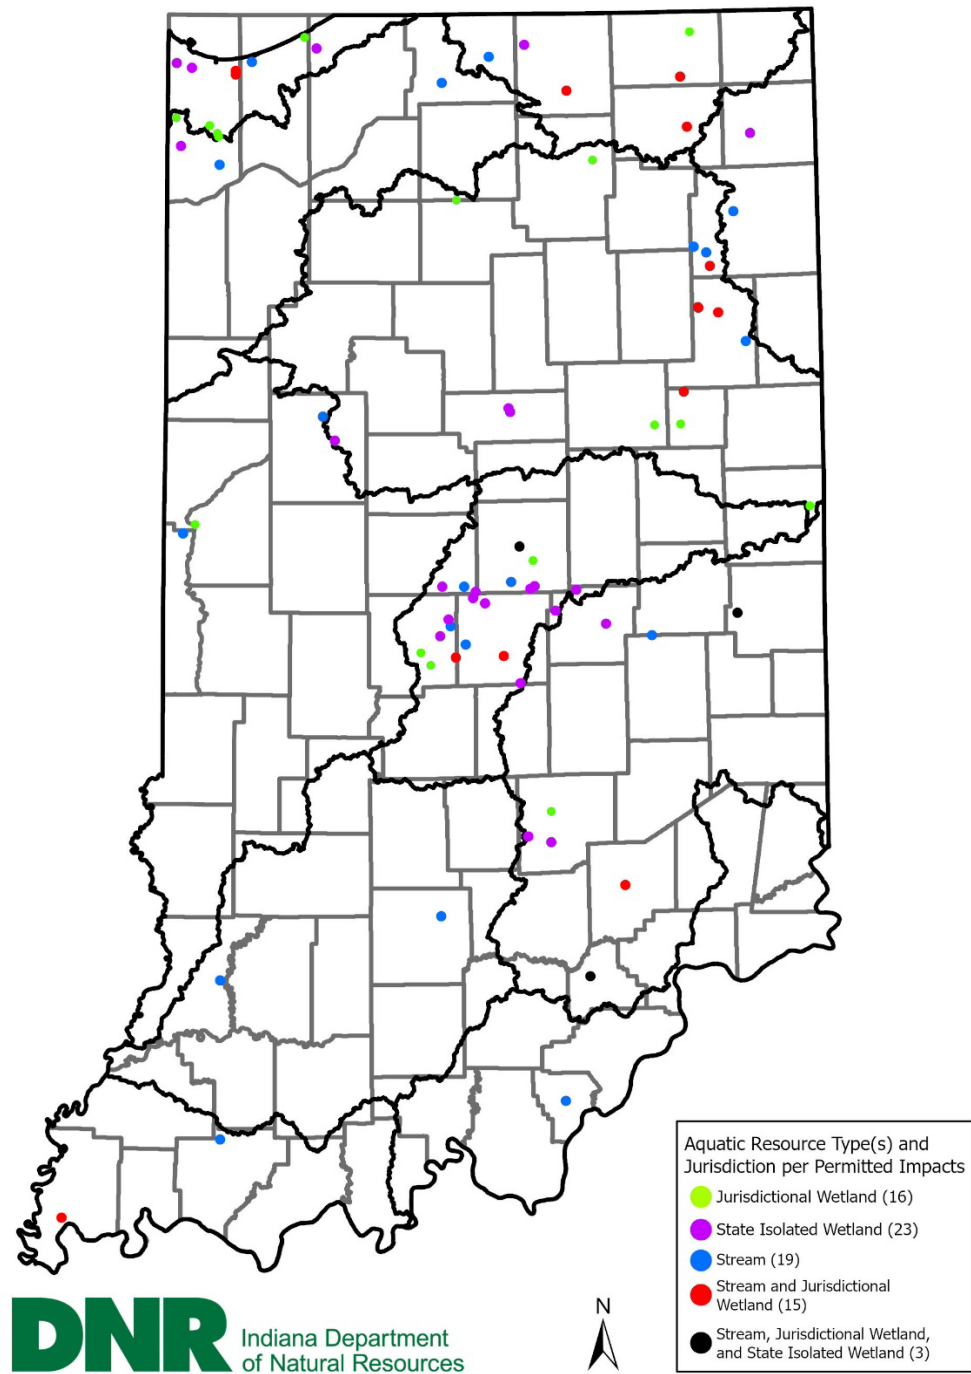 Aquatic Resource Type(s) and
Jurisdiction per Permitted Impacts
Jurisdictional Wetland (16)
State Isolated Wetland (23)
Stream (19)
Stream and Jurisdictional
Wetland (15)
Stream, Jurisdictional Wetland,
and State Isolated Wetland (3)
DNR
Indiana Department
of Natural Resources
N